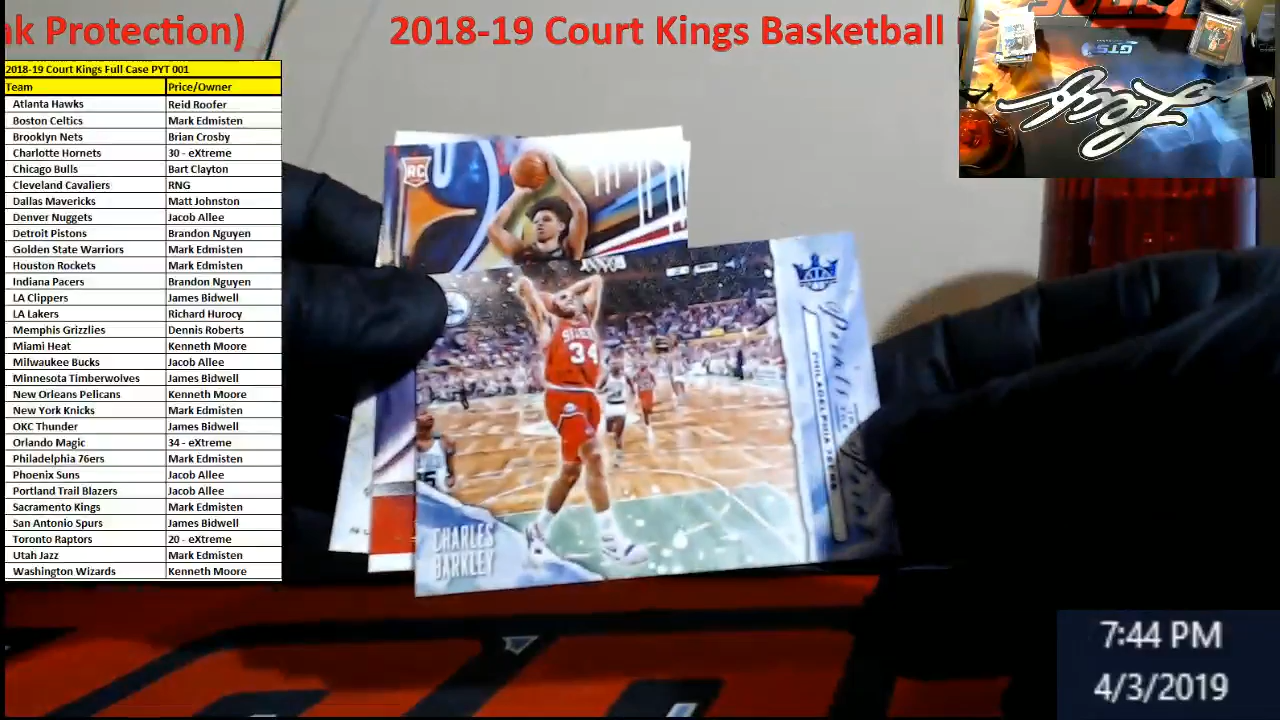 ak Protection) 2018-19 Court Kings Basketball
2018-19 Court Kings Full Case PYT 001
Team Price/Owner
Atlanta Hawks Reid Roofer
Boston Celtics Mark Edmisten
Brooklyn Nets Brian Crosby
Charlotte Hornets 30 - eXtreme
Chicago Bulls Bart Clayton
Cleveland Cavaliers RNG
Dallas Mavericks Matt Johnston
Denver Nuggets Jacob Allee
Detroit Pistons Brandon Nguyen
Golden State Warriors Mark Edmisten
Houston Rockets Mark Edmisten
Indiana Pacers Brandon Nguyen
LA Clippers James Bidwell
LA Lakers Richard Hurocy
Memphis Grizzlies Dennis Roberts
Miami Heat Kenneth Moore
Milwaukee Bucks Jacob Allee
Minnesota Timberwolves James Bidwell
New Orleans Pelicans Kenneth Moore
New York Knicks Mark Edmisten
OKC Thunder James Bidwell
Orlando Magic 34 - eXtreme
Philadelphia 76ers Mark Edmisten
Phoenix Suns Jacob Allee
Portland Trail Blazers Jacob Allee
Sacramento Kings Mark Edmisten
San Antonio Spurs James Bidwell
Toronto Raptors 20 - eXtreme
Utah Jazz Mark Edmisten
Washington Wizards Kenneth Moore
RC
SIXERS
34
PHILADELPHIA 76ERS
CHARLES
BARKLEY
GTS
Leaf
7:44 PM
4/3/2019